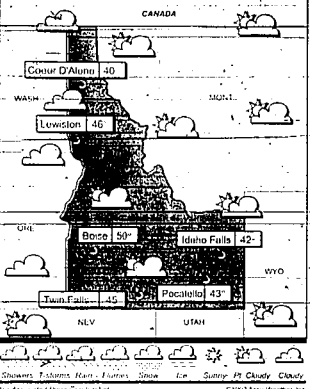 CANADA
Coeur D'Alene 40
WASH
MONT.
Lewiston 46
ORE
Boise 50°
Idaho Falls 42
WYO
Twin Falls 45
Pocatello 43°
NEV
UTAH
Showers T-storms Rain Flurries Snow Ice Sunny Pt. Cloudy Cloudy